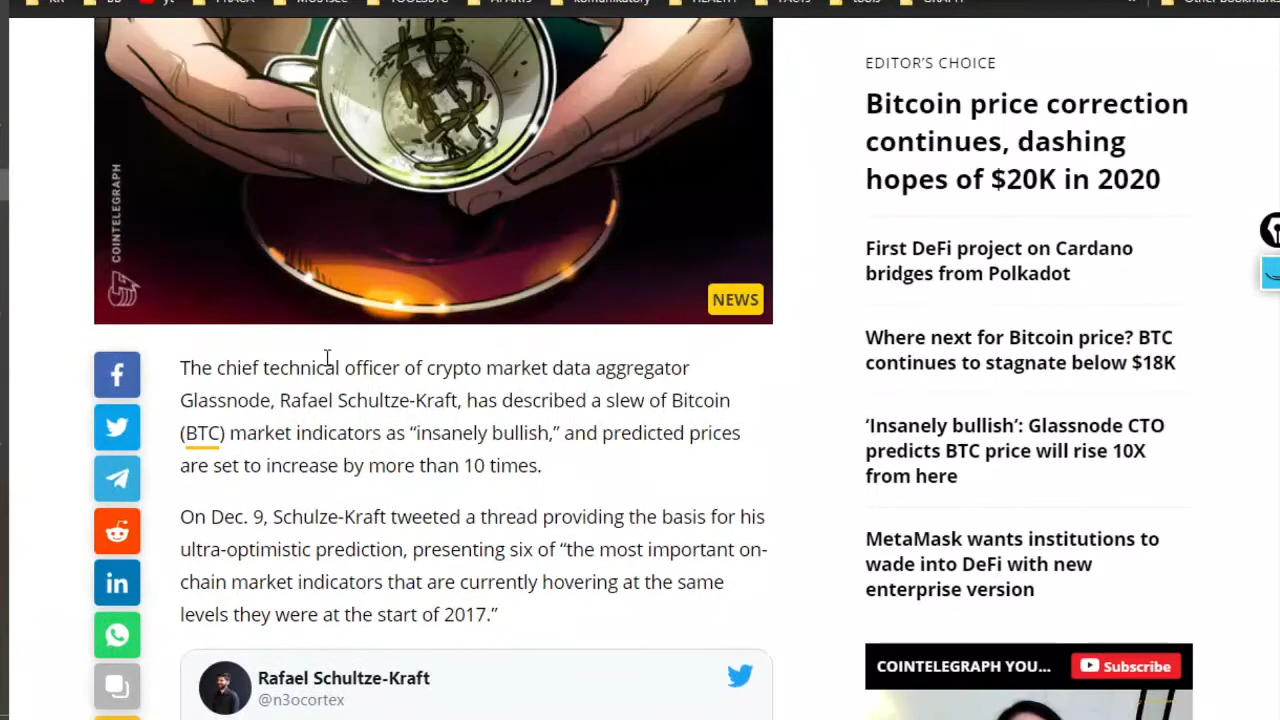 COINTELEGRAPH
NEWS
The chief technical officer of crypto market data aggregator
Glassnode, Rafael Schultze-Kraft, has described a slew of Bitcoin
(BTC) market indicators as “insanely bullish,” and predicted prices
are set to increase by more than 10 times.
On Dec. 9, Schulze-Kraft tweeted a thread providing the basis for his
ultra-optimistic prediction, presenting six of “the most important on-
chain market indicators that are currently hovering at the same
levels they were at the start of 2017.”
Rafael Schultze-Kraft
@n3ocortex
EDITOR’S CHOICE
Bitcoin price correction
continues, dashing
hopes of $20K in 2020
First DeFi project on Cardano
bridges from Polkadot
Where next for Bitcoin price? BTC
continues to stagnate below $18K
‘Insanely bullish’: Glassnode CTO
predicts BTC price will rise 10X
from here
MetaMask wants institutions to
wade into DeFi with new
enterprise version
COINTELEGRAPH YOU...
Subscribe